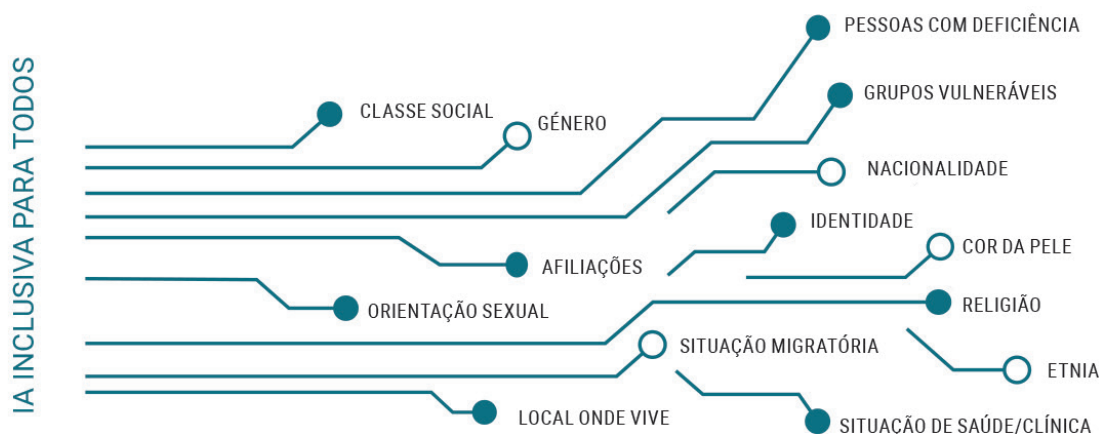 IA INCLUSIVA PARA TODOS
PESSOAS COM DEFICIÊNCIA
GRUPOS VULNERÁVEIS
CLASSE SOCIAL
GÉNERO
NACIONALIDADE
IDENTIDADE
COR DA PELE
AFILIAÇÕES
RELIGIÃO
ORIENTAÇÃO SEXUAL
SITUAÇÃO MIGRATÓRIA
ETNIA
LOCAL ONDE VIVE
SITUAÇÃO DE SAÚDE/CLÍNICA